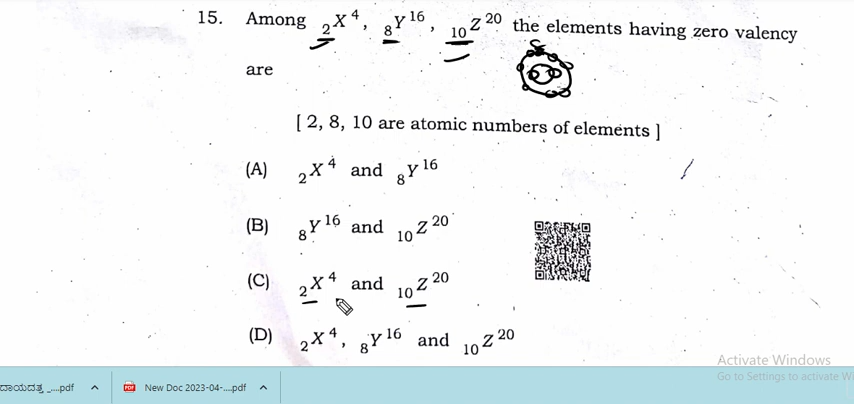 15. Among ₂X⁴, ₈Y¹⁶, ₁₀Z²⁰ the elements having zero valency
are
[ 2, 8, 10 are atomic numbers of elements ]
(A) ₂X⁴ and ₈Y¹⁶
(B) ₈Y¹⁶ and ₁₀Z²⁰
(C) ₂X⁴ and ₁₀Z²⁰
(D) ₂X⁴, ₈Y¹⁶ and ₁₀Z²⁰
Activate Windows
Go to Settings to activate W
ದಾಯದತ್ತ _....pdf
New Doc 2023-04-....pdf